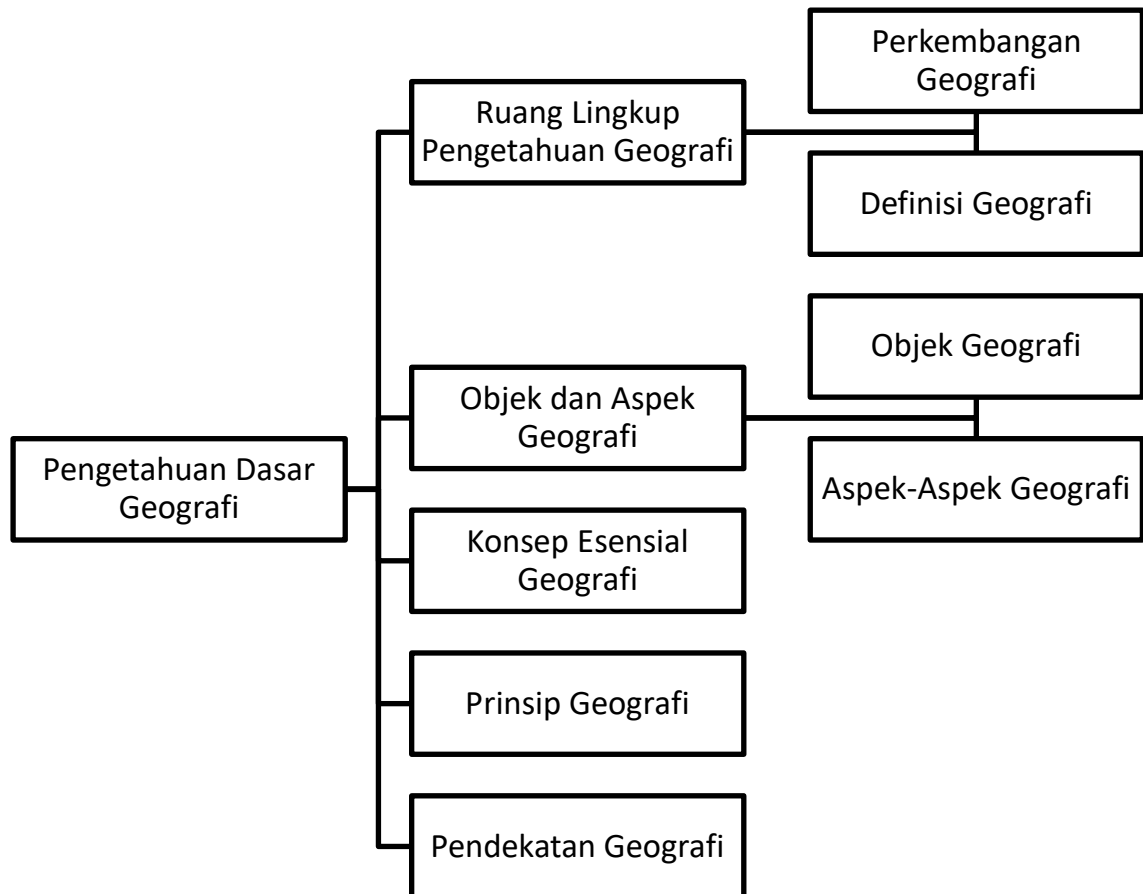 Pengetahuan Dasar
Geografi
Ruang Lingkup
Pengetahuan Geografi
Perkembangan
Geografi
Definisi Geografi
Objek dan Aspek
Geografi
Objek Geografi
Aspek-Aspek Geografi
Konsep Esensial
Geografi
Prinsip Geografi
Pendekatan Geografi